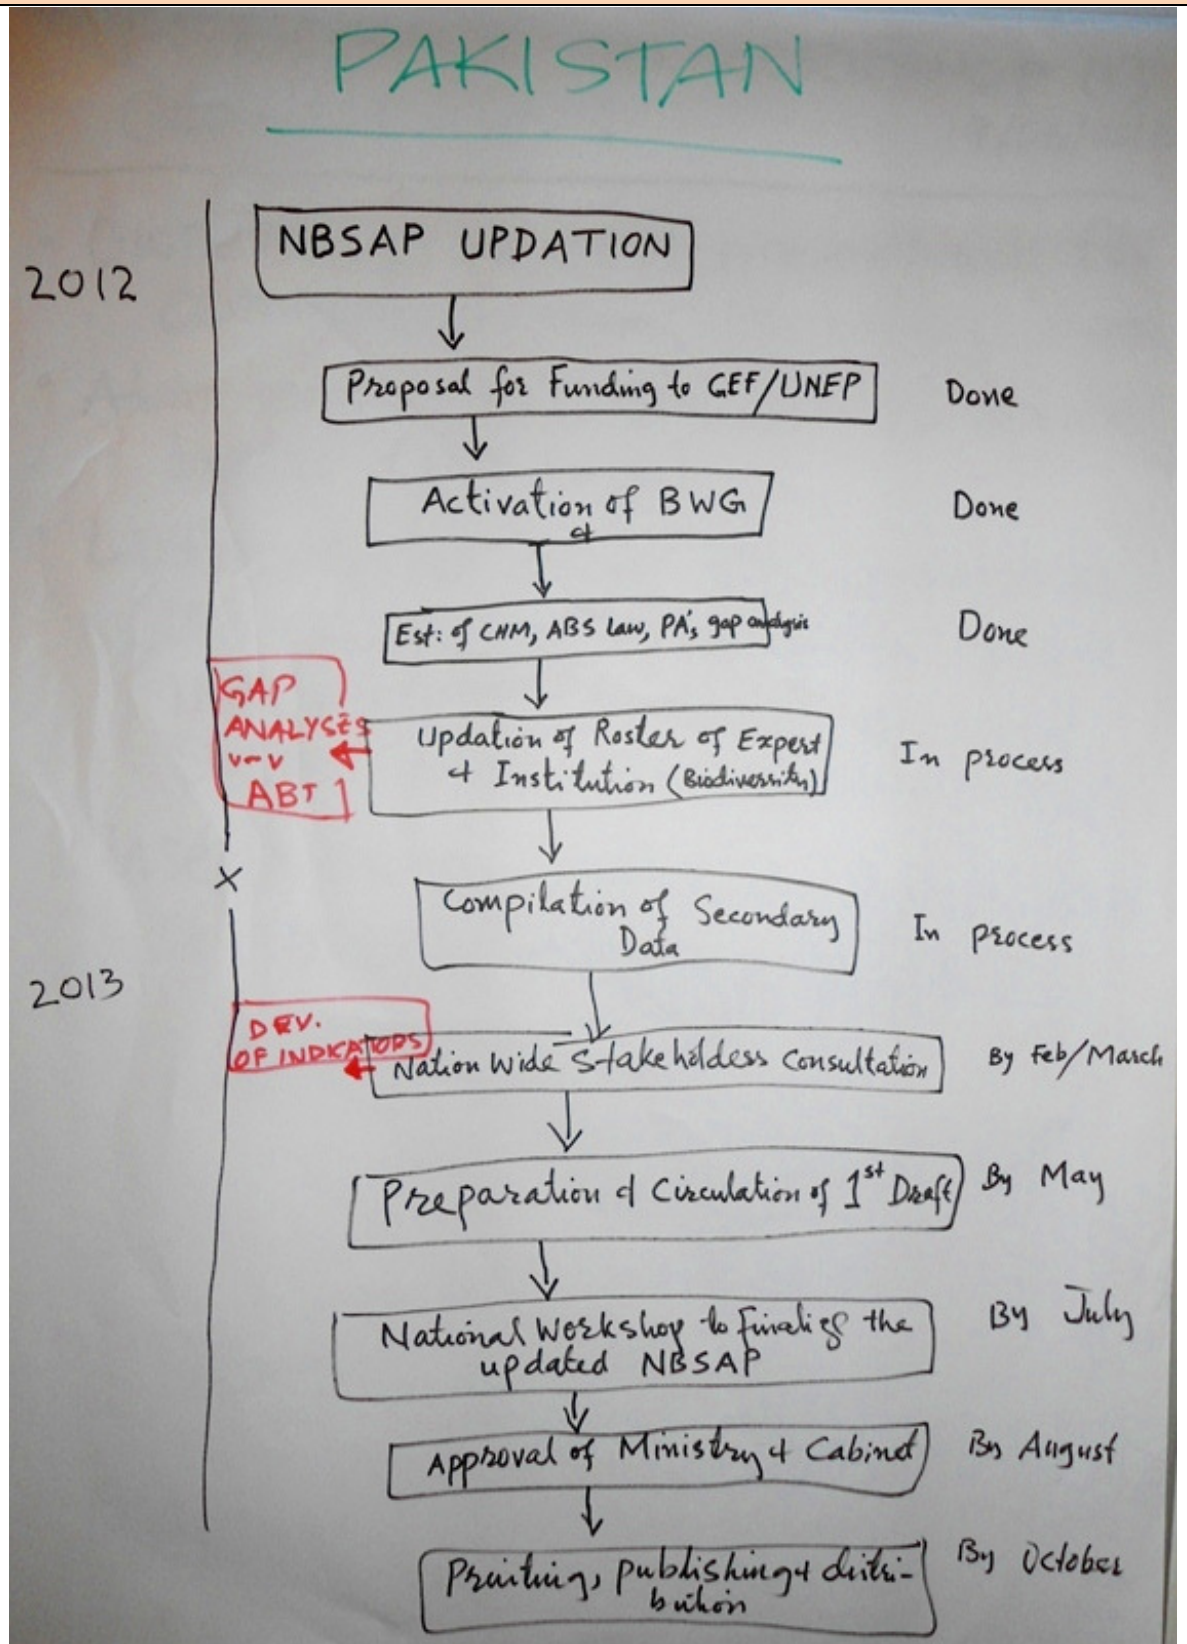 PAKISTAN
2012
NBSAP UPDATION
Proposal for Funding to GEF/UNEP
Done
Activation of BWG
&
Done
Est: of CHM, ABS Law, PA's, gap analysis
Done
GAP
ANALYSES
v-v
ABT
Updation of Roster of Expert
& Institution (Biodiversity)
In process
X
Compilation of Secondary
Data
In process
2013
DEV.
OF INDICATORS
Nation Wide Stakeholdess Consultation
By Feb/March
Preparation & Circulation of 1st Draft
By May
National Workshop to finalize the
updated NBSAP
By July
Approval of Ministry & Cabinet
By August
Printing, publishing & distri-
bution
By October